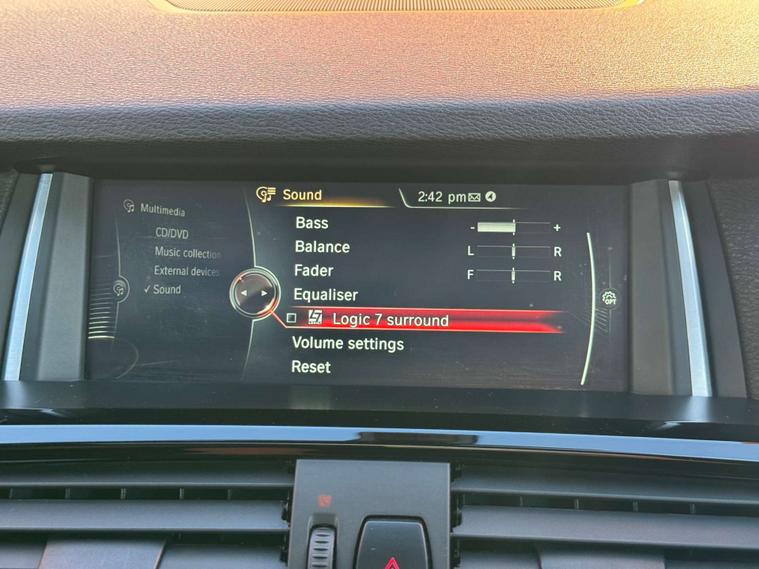 Sound
2:42 pm
Multimedia
CD/DVD
Music collection
External devices
Sound
Bass
- +
Balance
L R
Fader
F R
Equaliser
Logic 7 surround
Volume settings
Reset
OPT